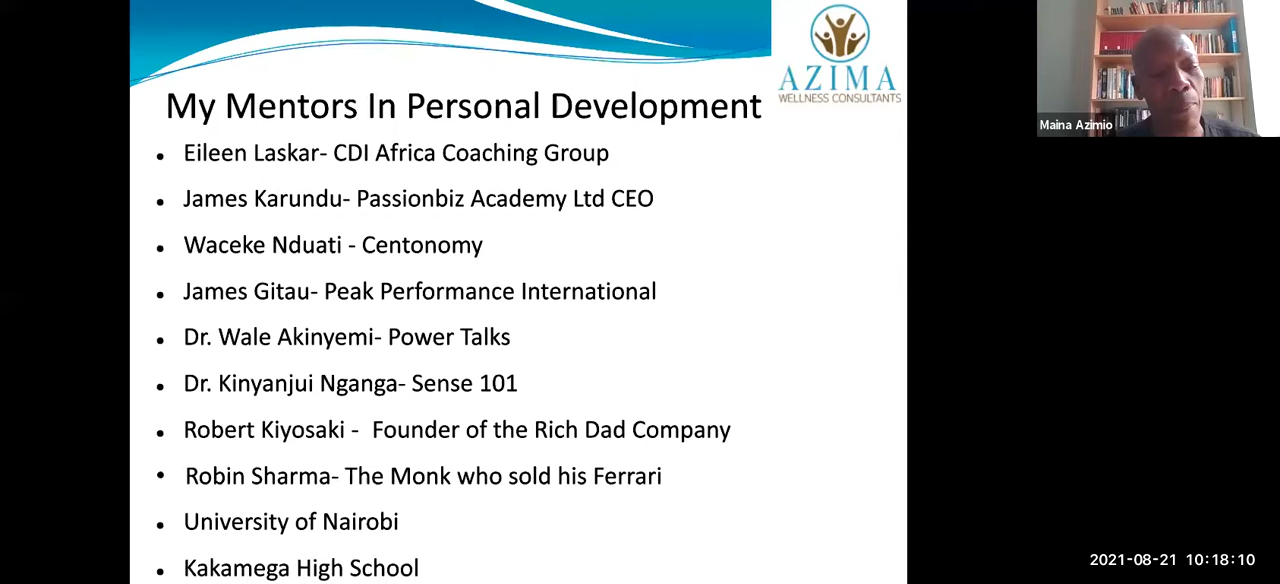 AZIMA
WELLNESS CONSULTANTS
My Mentors In Personal Development
• Eileen Laskar- CDI Africa Coaching Group
• James Karundu- Passionbiz Academy Ltd CEO
• Waceke Nduati - Centonomy
• James Gitau- Peak Performance International
• Dr. Wale Akinyemi- Power Talks
• Dr. Kinyanjui Nganga- Sense 101
• Robert Kiyosaki -  Founder of the Rich Dad Company
• Robin Sharma- The Monk who sold his Ferrari
• University of Nairobi
• Kakamega High School
Maina Azimio
2021-08-21 10:18:10